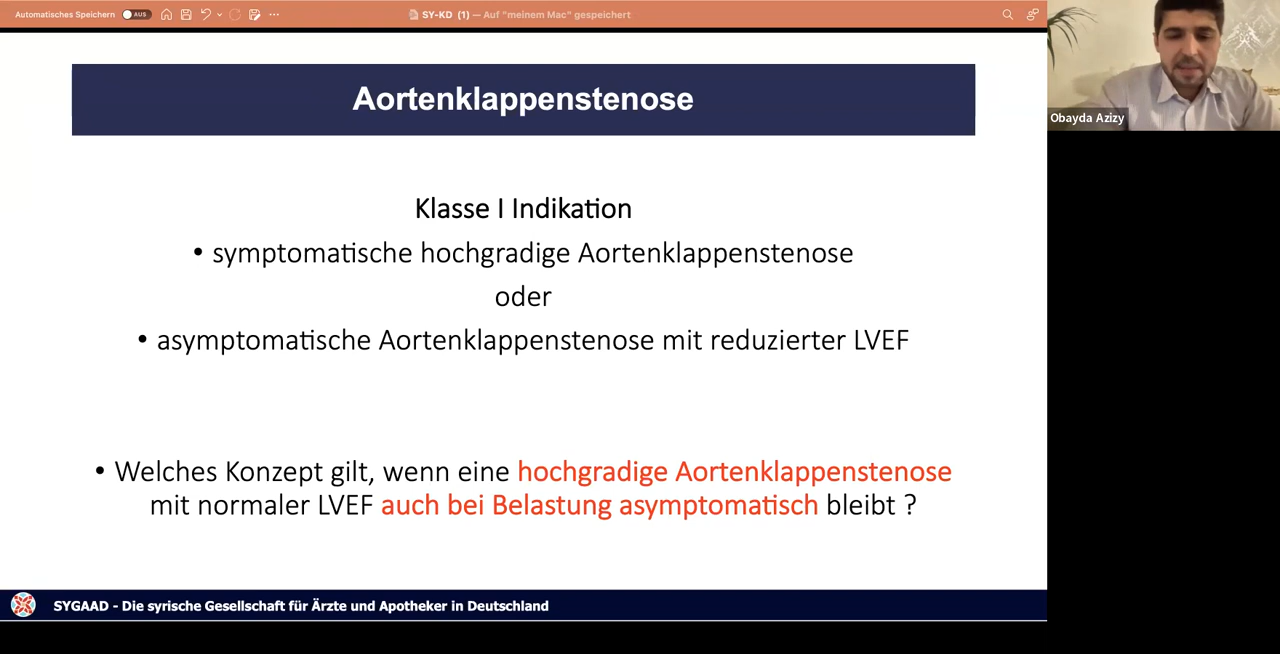 Automatisches Speichern AUS
SY-KD (1) — Auf "meinem Mac" gespeichert
Aortenklappenstenose
Obayda Azizy
Klasse I Indikation
• symptomatische hochgradige Aortenklappenstenose
oder
• asymptomatische Aortenklappenstenose mit reduzierter LVEF
• Welches Konzept gilt, wenn eine hochgradige Aortenklappenstenose
mit normaler LVEF auch bei Belastung asymptomatisch bleibt ?
SYGAAD - Die syrische Gesellschaft für Ärzte und Apotheker in Deutschland